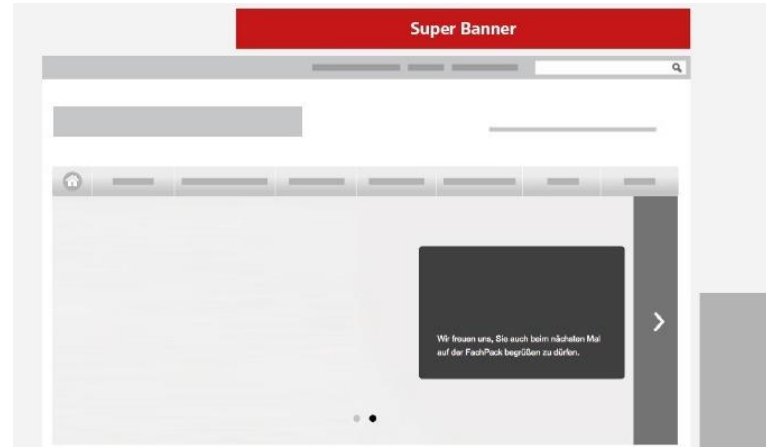 Super Banner
Wir freuen uns, Sie auch beim nächsten Mal
auf der FachPack begrüßen zu dürfen.